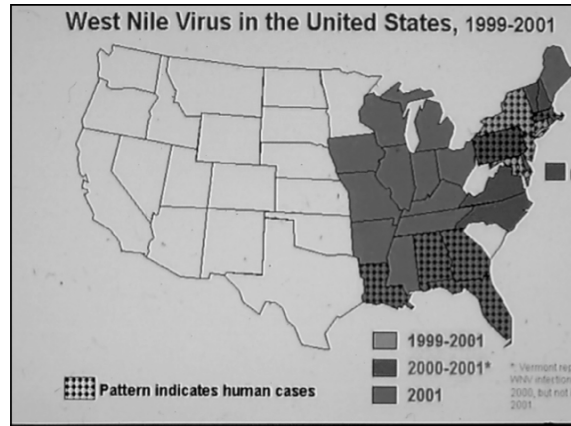 West Nile Virus in the United States, 1999-2001
1999-2001
2000-2001*
2001
Pattern indicates human cases
*: Vermont rep
WNV infection
2000, but not
2001.